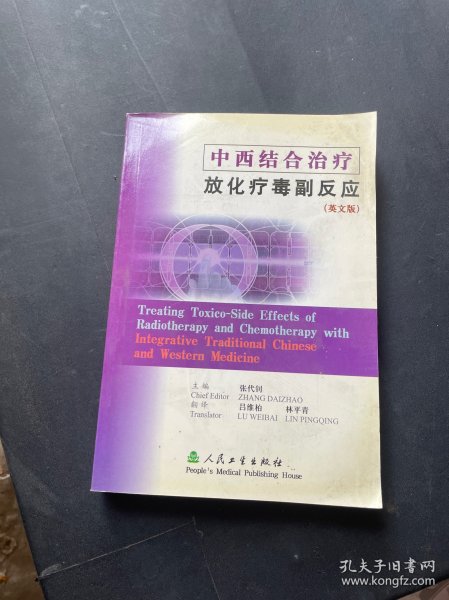 中西结合治疗
放化疗毒副反应
(英文版)
Treating Toxico-Side Effects of
Radiotherapy and Chemotherapy with
Integrative Traditional Chinese
and Western Medicine
主编 张代钊
Chief Editor ZHANG DAIZHAO
翻译 吕维柏 林平青
Translator LU WEIBAI LIN PINGQING
人民卫生出版社
People's Medical Publishing House
孔夫子旧书网
www.kongfz.com